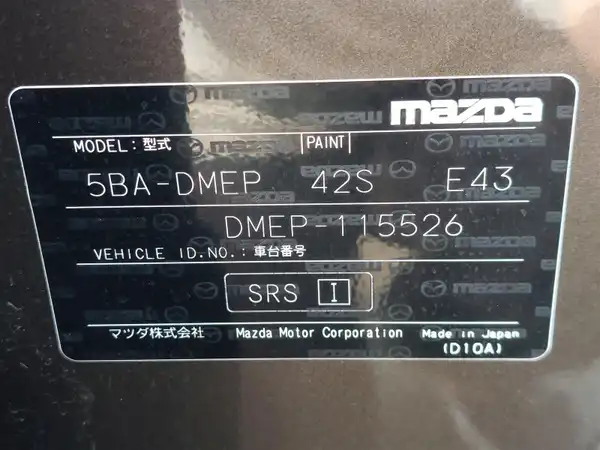 mazda
MODEL:型式 PAINT
5BA-DMEP 42S E43
DMEP-115526
VEHICLE ID.NO.:車台番号
SRS I
マツダ株式会社 Mazda Motor Corporation Made in Japan
(D10A)